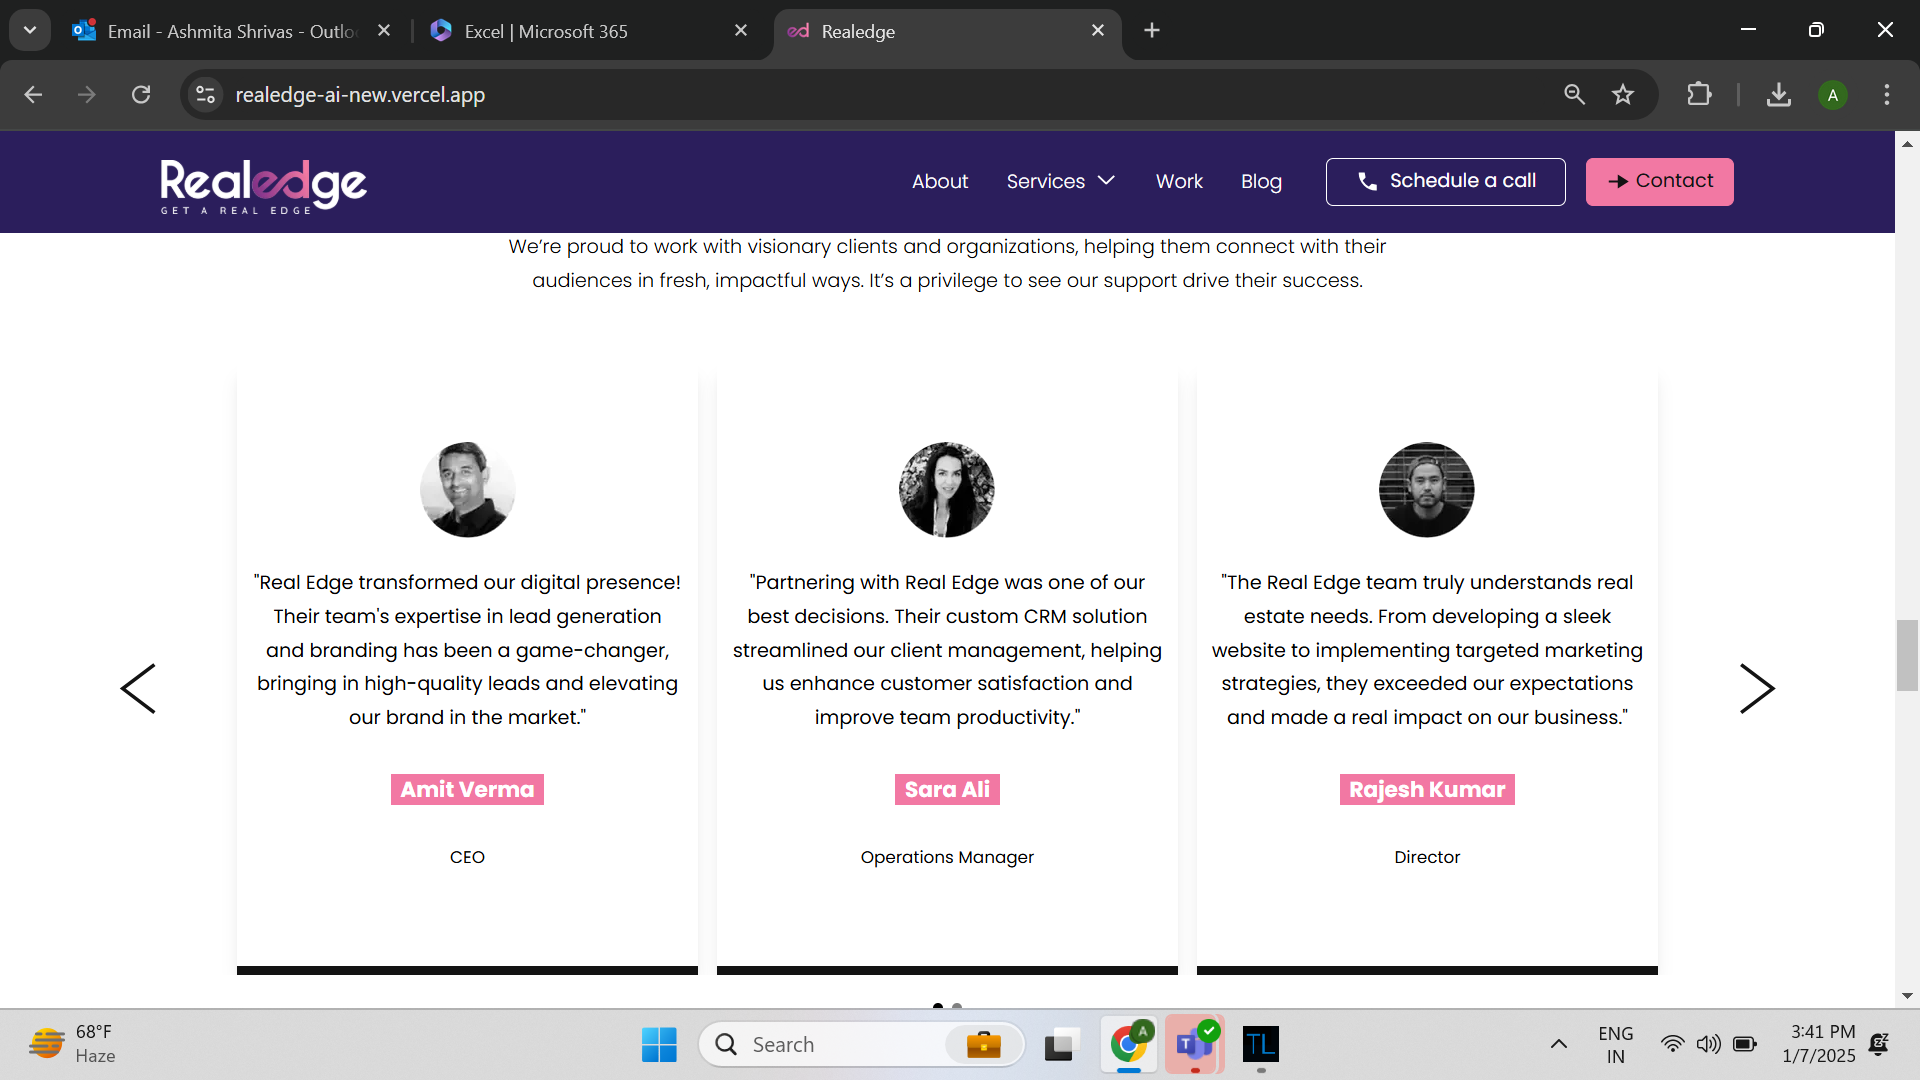 Email - Ashmita Shrivas - Outlo
Excel | Microsoft 365
Realedge
realedge-ai-new.vercel.app
A
Realedge
GET A REAL EDGE
About
Services
Work
Blog
Schedule a call
Contact
We’re proud to work with visionary clients and organizations, helping them connect with their
audiences in fresh, impactful ways. It’s a privilege to see our support drive their success.
"Real Edge transformed our digital presence!
Their team's expertise in lead generation
and branding has been a game-changer,
bringing in high-quality leads and elevating
our brand in the market."
Amit Verma
CEO
"Partnering with Real Edge was one of our
best decisions. Their custom CRM solution
streamlined our client management, helping
us enhance customer satisfaction and
improve team productivity."
Sara Ali
Operations Manager
"The Real Edge team truly understands real
estate needs. From developing a sleek
website to implementing targeted marketing
strategies, they exceeded our expectations
and made a real impact on our business."
Rajesh Kumar
Director
68°F
Haze
Search
A
T
TL
ENG
IN
3:41 PM
1/7/2025